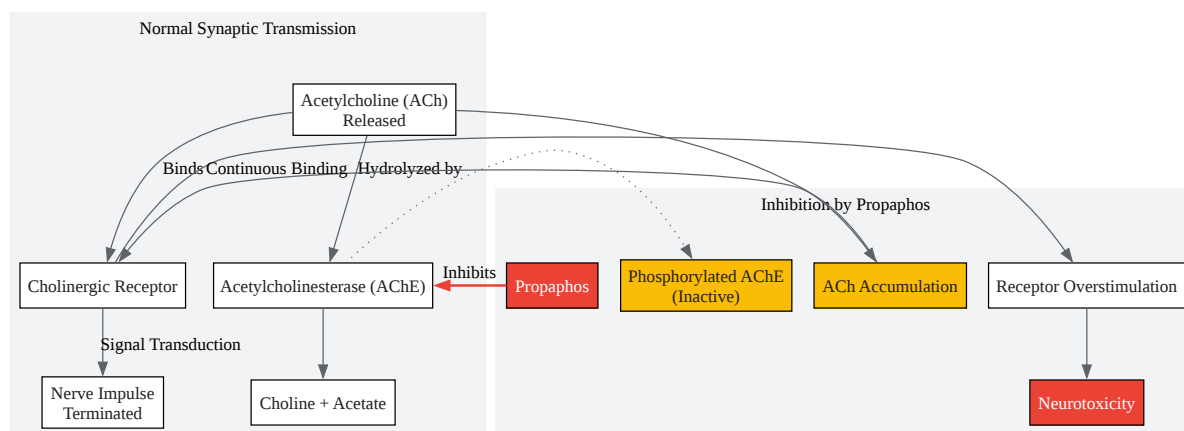 Normal Synaptic Transmission
Acetylcholine (ACh)
Released
Binds
Continuous Binding
Hydrolyzed by
Inhibition by Propaphos
Cholinergic Receptor
Acetylcholinesterase (AChE)
Inhibits
Propaphos
Phosphorylated AChE
(Inactive)
ACh Accumulation
Receptor Overstimulation
Signal Transduction
Nerve Impulse
Terminated
Choline + Acetate
Neurotoxicity